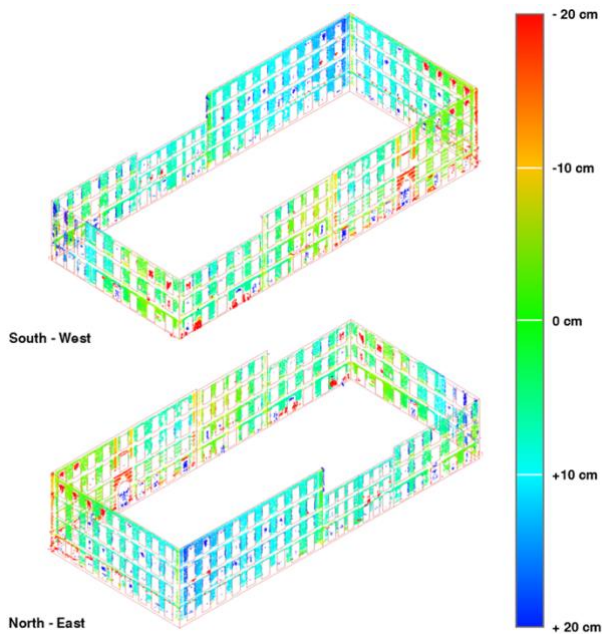 - 20 cm
-10 cm
0 cm
South - West
+10 cm
North - East
+ 20 cm